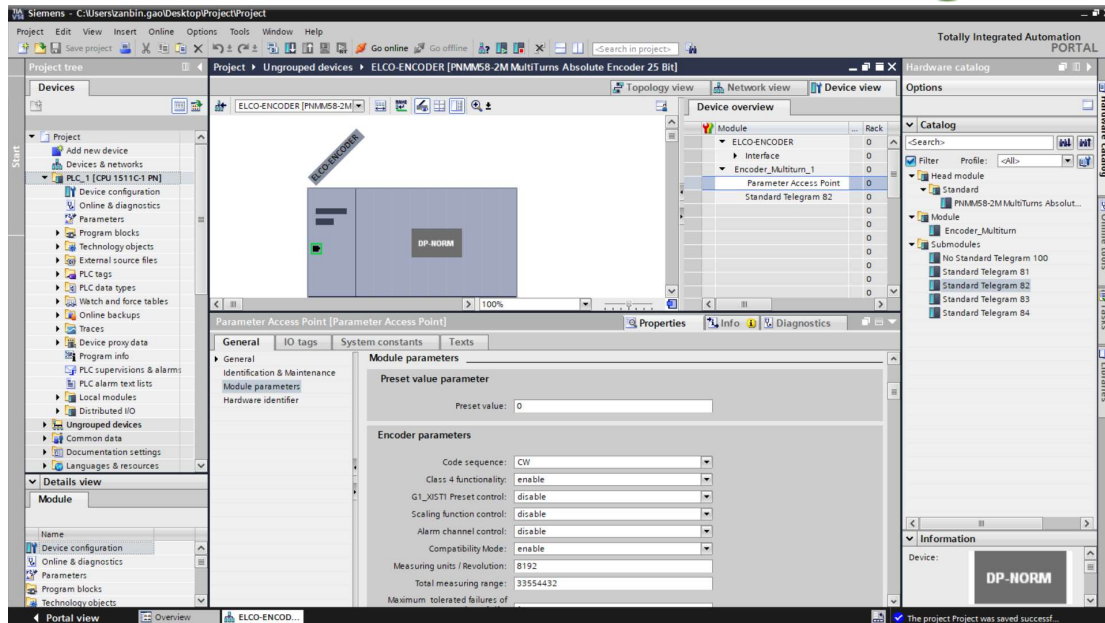 Siemens - C:\Users\zanbin.gao\Desktop\Project\Project
Project Edit View Insert Online Options Tools Window Help
Totally Integrated Automation
PORTAL
Save project
Go online
Go offline
<Search in project>
Project tree
Project Ungrouped devices ELCO-ENCODER [PNMM58-2M MultiTurns Absolute Encoder 25 Bit]
Hardware catalog
Devices
Topology view
Network view
Device view
Options
ELCO-ENCODER [PNMM58-2M
Device overview
Module ... Rack
ELCO-ENCODER 0
Interface 0
Encoder_Multiturn_1 0
Parameter Access Point 0
Standard Telegram 82 0
0
0
0
0
0
0
0
ELCO-ENCODER
DP-NORM
100%
Project
Add new device
Devices & networks
PLC_1 [CPU 1511C-1 PN]
Device configuration
Online & diagnostics
Parameters
Program blocks
Technology objects
External source files
PLC tags
PLC data types
Watch and force tables
Online backups
Traces
Device proxy data
Program info
PLC supervisions & alarms
PLC alarm text lists
Local modules
Distributed I/O
Ungrouped devices
Common data
Documentation settings
Languages & resources
Details view
Module
Name
Device configuration
Online & diagnostics
Parameters
Program blocks
Technology objects
Parameter Access Point [Parameter Access Point]
Properties
Info
Diagnostics
General
IO tags
System constants
Texts
General
Identification & Maintenance
Module parameters
Hardware identifier
Module parameters
Preset value parameter
Preset value: 0
Encoder parameters
Code sequence: CW
Class 4 functionality: enable
G1_XIST1 Preset control: disable
Scaling function control: disable
Alarm channel control: disable
Compatibility Mode: enable
Measuring units / Revolution: 8192
Total measuring range: 33554432
Maximum tolerated failures of
Catalog
<Search>
Filter Profile: <All>
Head module
Standard
PNMM58-2M MultiTurns Absolut...
Module
Encoder_Multiturn
Submodules
No Standard Telegram 100
Standard Telegram 81
Standard Telegram 82
Standard Telegram 83
Standard Telegram 84
Information
Device:
DP-NORM
Start
Hardware catalog
Online tools
Tasks
Libraries
Portal view
Overview
ELCO-ENCOD...
The project Project was saved successf...